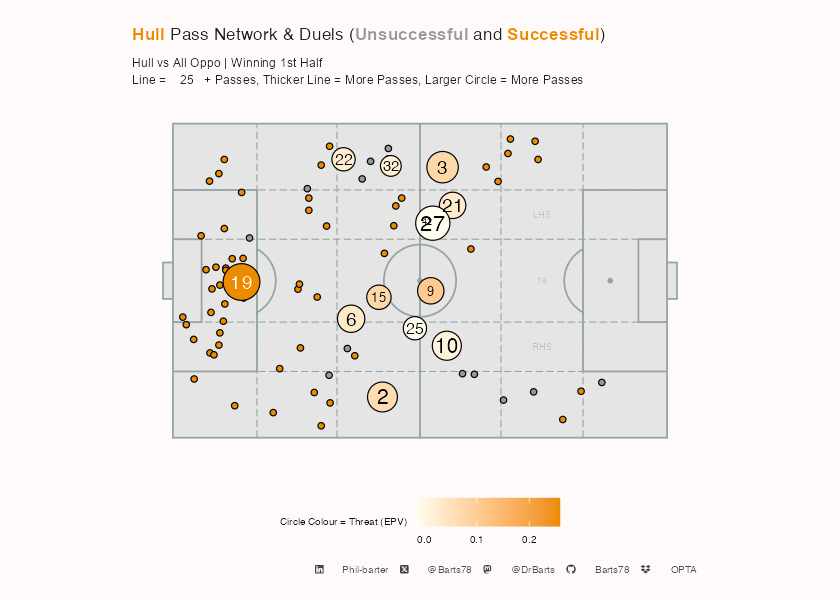 Hull Pass Network & Duels (Unsuccessful and Successful)
Hull vs All Oppo | Winning 1st Half
Line = 25 + Passes, Thicker Line = More Passes, Larger Circle = More Passes
22
32
3
21
LHS
27
19
14
9
15
6
25
10
RHS
2
Circle Colour = Threat (EPV)
0.0 0.1 0.2
Phil-barter @Barts78 @DrBarts Barts78 OPTA